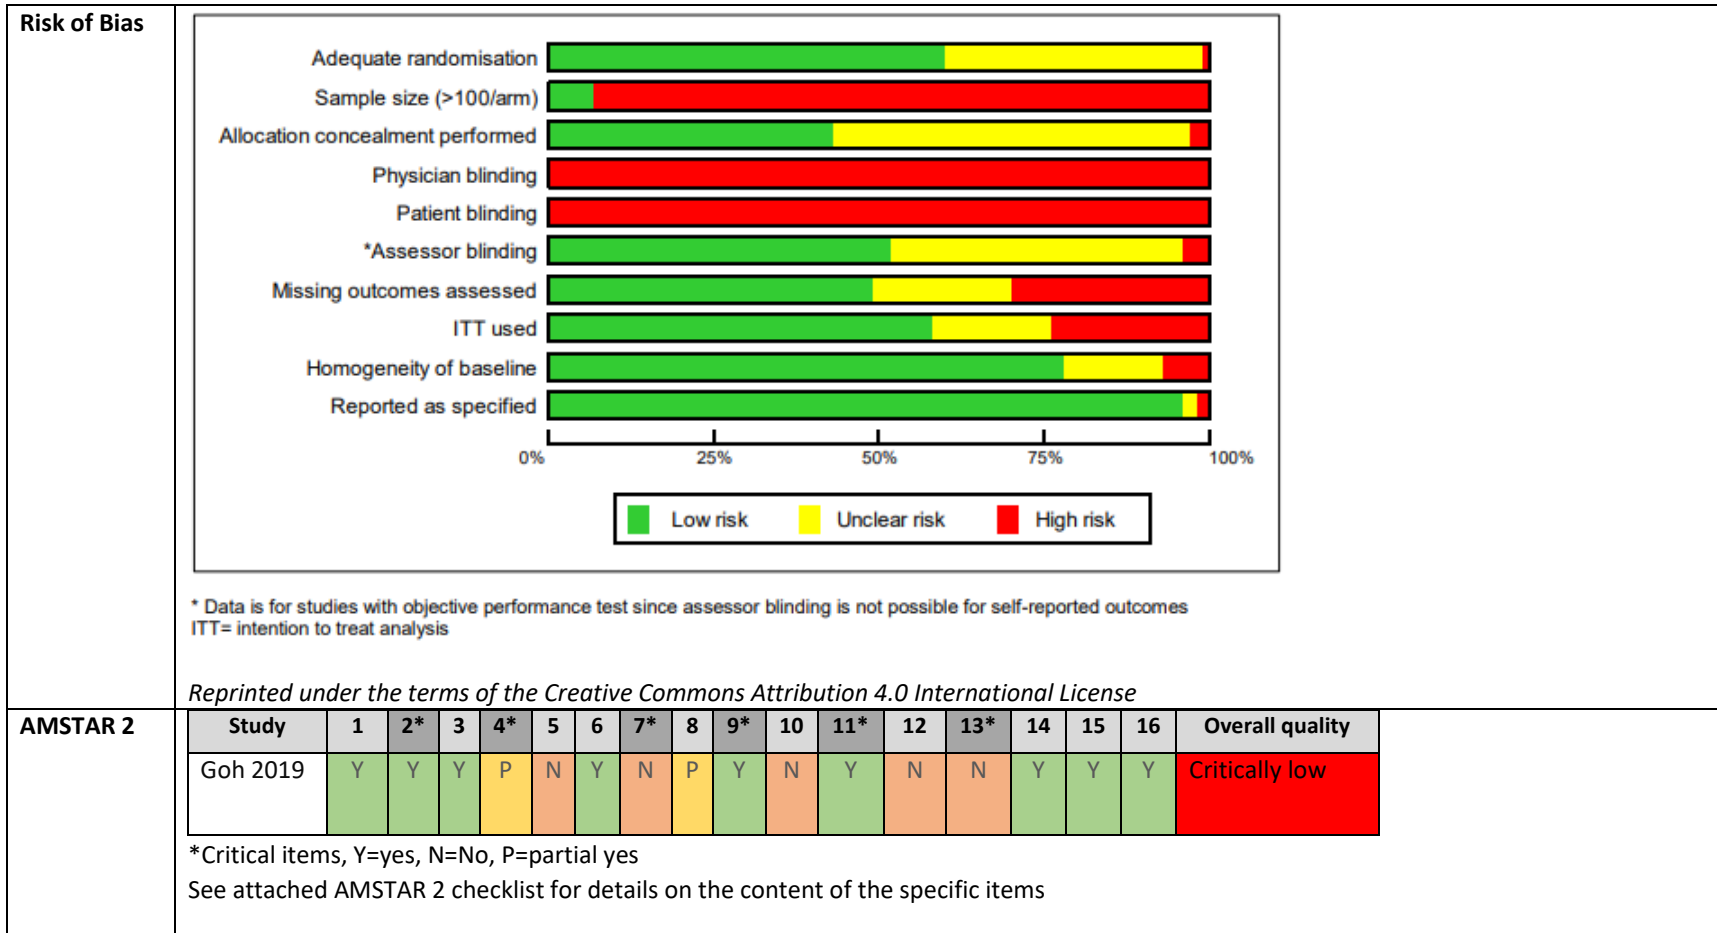 Risk of Bias
Adequate randomisation
Sample size (>100/arm)
Allocation concealment performed
Physician blinding
Patient blinding
*Assessor blinding
Missing outcomes assessed
ITT used
Homogeneity of baseline
Reported as specified
0% 25% 50% 75% 100%
Low risk Unclear risk High risk
* Data is for studies with objective performance test since assessor blinding is not possible for self-reported outcomes
ITT= intention to treat analysis
Reprinted under the terms of the Creative Commons Attribution 4.0 International License
AMSTAR 2
Study 1 2* 3 4* 5 6 7* 8 9* 10 11* 12 13* 14 15 16 Overall quality
Goh 2019 Y Y Y P N Y N P Y N Y N N Y Y Y Critically low
*Critical items, Y=yes, N=No, P=partial yes
See attached AMSTAR 2 checklist for details on the content of the specific items